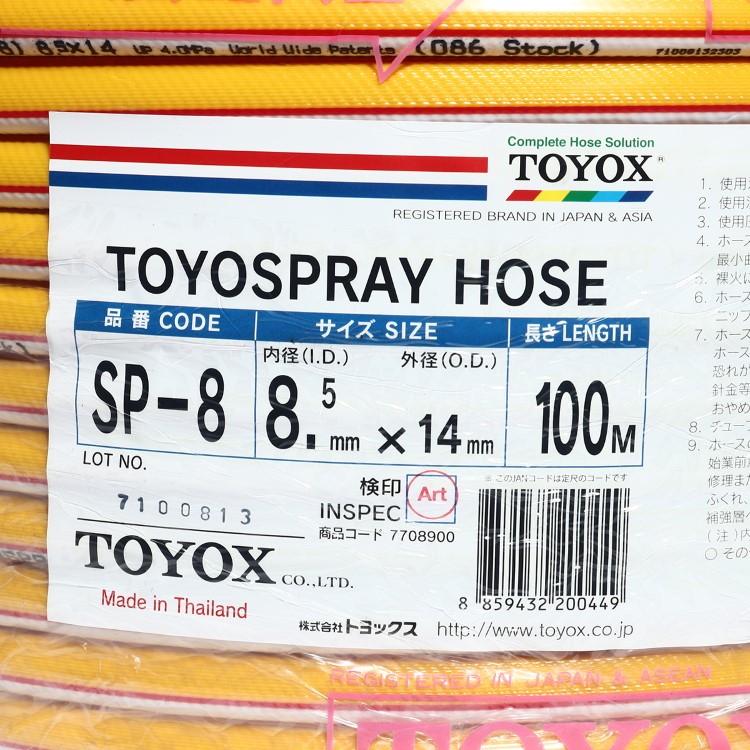 8) 8.5X14 WP 4.0MPa World Wide Patents (086 Stock) 71009132303
Complete Hose Solution
TOYOX®
REGISTERED BRAND IN JAPAN & ASIA
TOYOSPRAY HOSE
品番 CODE サイズ SIZE 長さ LENGTH
内径(I.D.) 外径(O.D.)
SP-8 8.5mm×14mm 100M
LOT NO.
7100813
検印
INSPEC
Art
商品コード 7708900
※このJANコードは定尺のコードです
8 859432 200449
TOYOX CO.,LTD.
Made in Thailand
株式会社トヨックス http://www.toyox.co.jp
1. 使用
2. 使用
3. 使用
4. ホース
最小曲
5. 裸火に
6. ホース
ニップ
7. ホース
ホース
恐れが
針金等
おやめ
8. チューブ
9. ホースの
始業前
修理また
ふくれ、
補強層
(注)内
○その
REGISTERED IN JAPAN & ASEAN
TOYOX